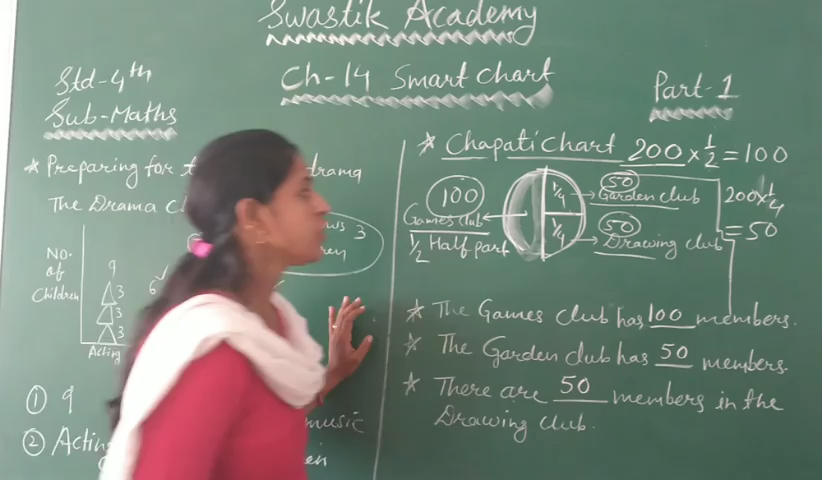 Swastik Academy
Std-4th
Ch-14 Smart chart
Part-1
Sub-Maths
* Preparing for t drama
The Drama
3
No.
of
Children
9
6
3
3
3
Acting
① 9
② Actin music
* Chapati Chart 200 × 1/2 = 100
100
Games club
1/2 Half part
1/4
1/4
50
Garden club
50
Drawing club
200 × 1/4
= 50
* The Games club has 100 members.
* The Garden club has 50 members.
* There are 50 members in the
Drawing club.